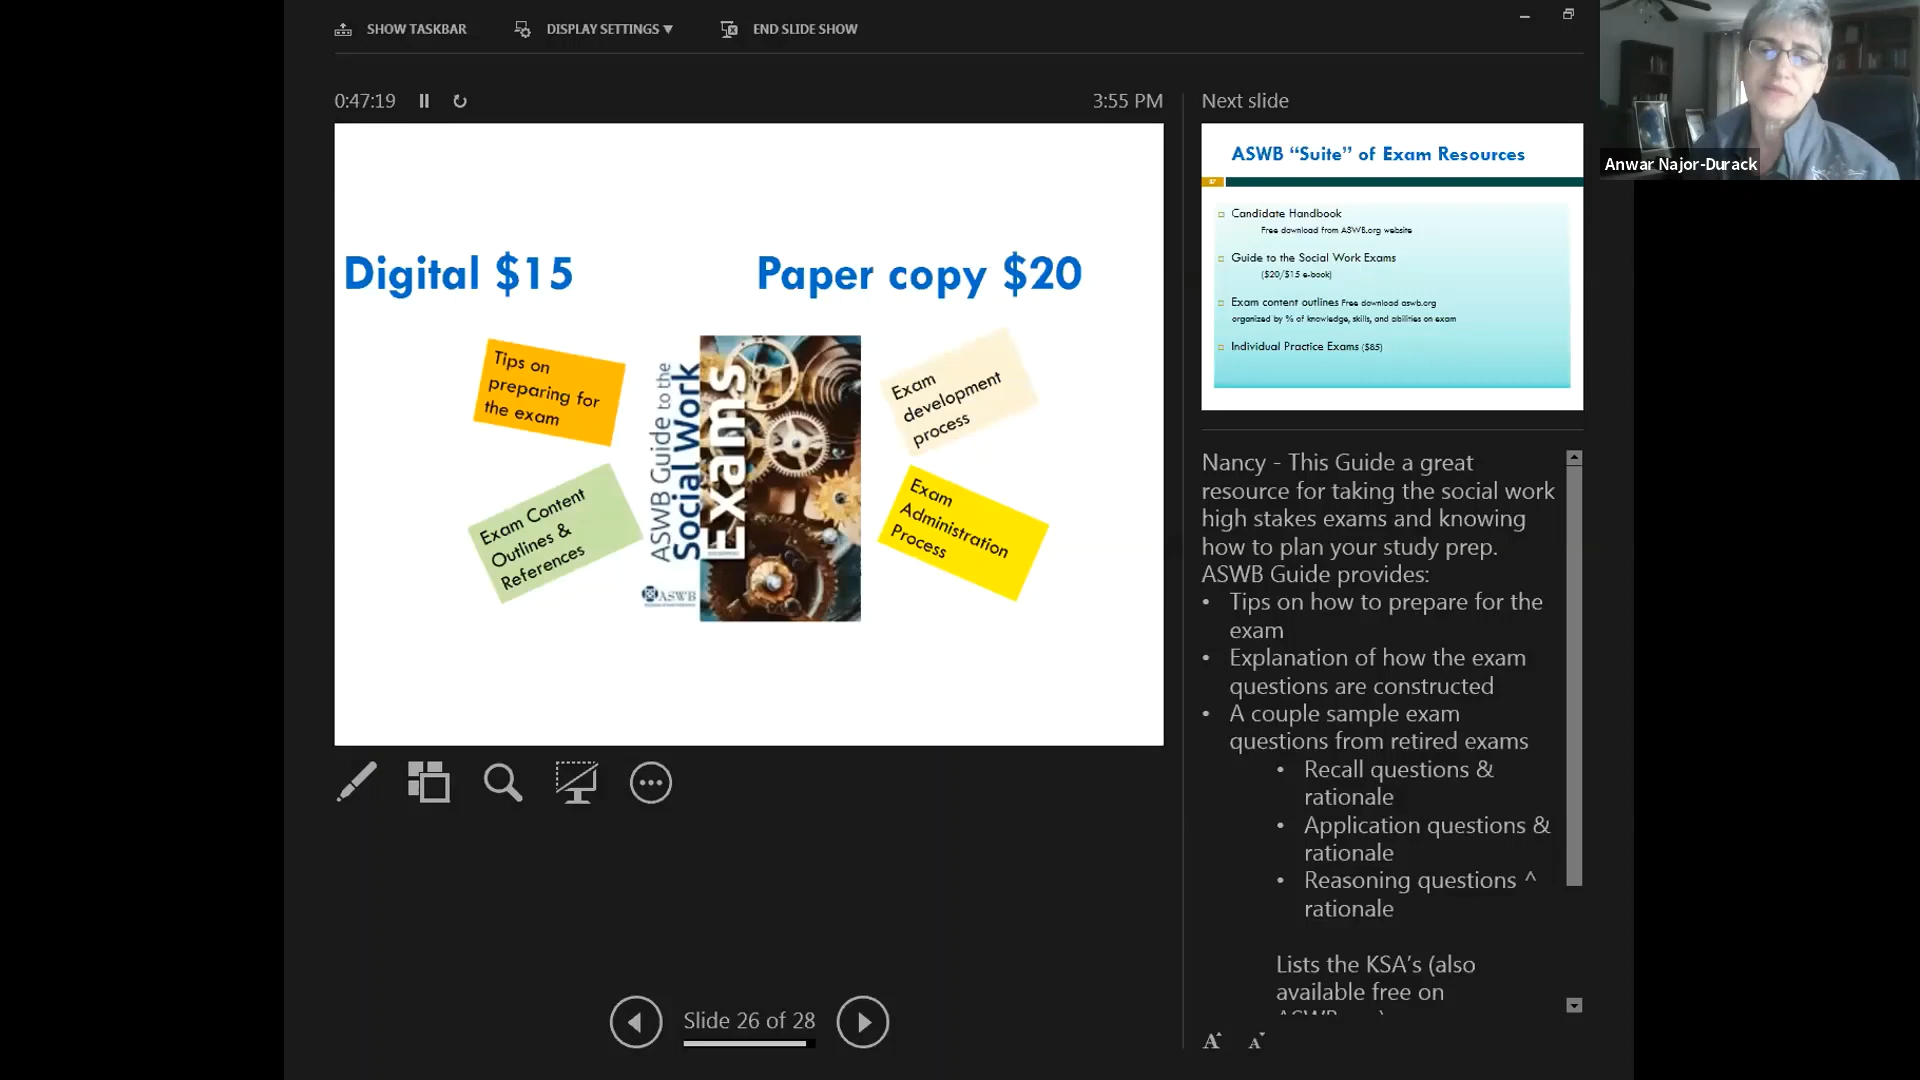 SHOW TASKBAR
DISPLAY SETTINGS ▾
END SLIDE SHOW
0:47:19
3:55 PM
Digital $15
Paper copy $20
Tips on
preparing for
the exam
Exam Content
Outlines &
References
ASWB Guide to the
Social Work
Exams
ASWB
Exam
development
process
Exam
Administration
Process
Slide 26 of 28
Next slide
ASWB “Suite” of Exam Resources
Candidate Handbook
Free download from ASWB.org website
Guide to the Social Work Exams
($20/$15 e-book)
Exam content outlines Free download aswb.org
organized by % of knowledge, skills, and abilities on exam
Individual Practice Exams ($85)
Nancy - This Guide a great
resource for taking the social work
high stakes exams and knowing
how to plan your study prep.
ASWB Guide provides:
• Tips on how to prepare for the
exam
• Explanation of how the exam
questions are constructed
• A couple sample exam
questions from retired exams
• Recall questions &
rationale
• Application questions &
rationale
• Reasoning questions ^
rationale
Lists the KSA’s (also
available free on
A A
Anwar Najor-Durack